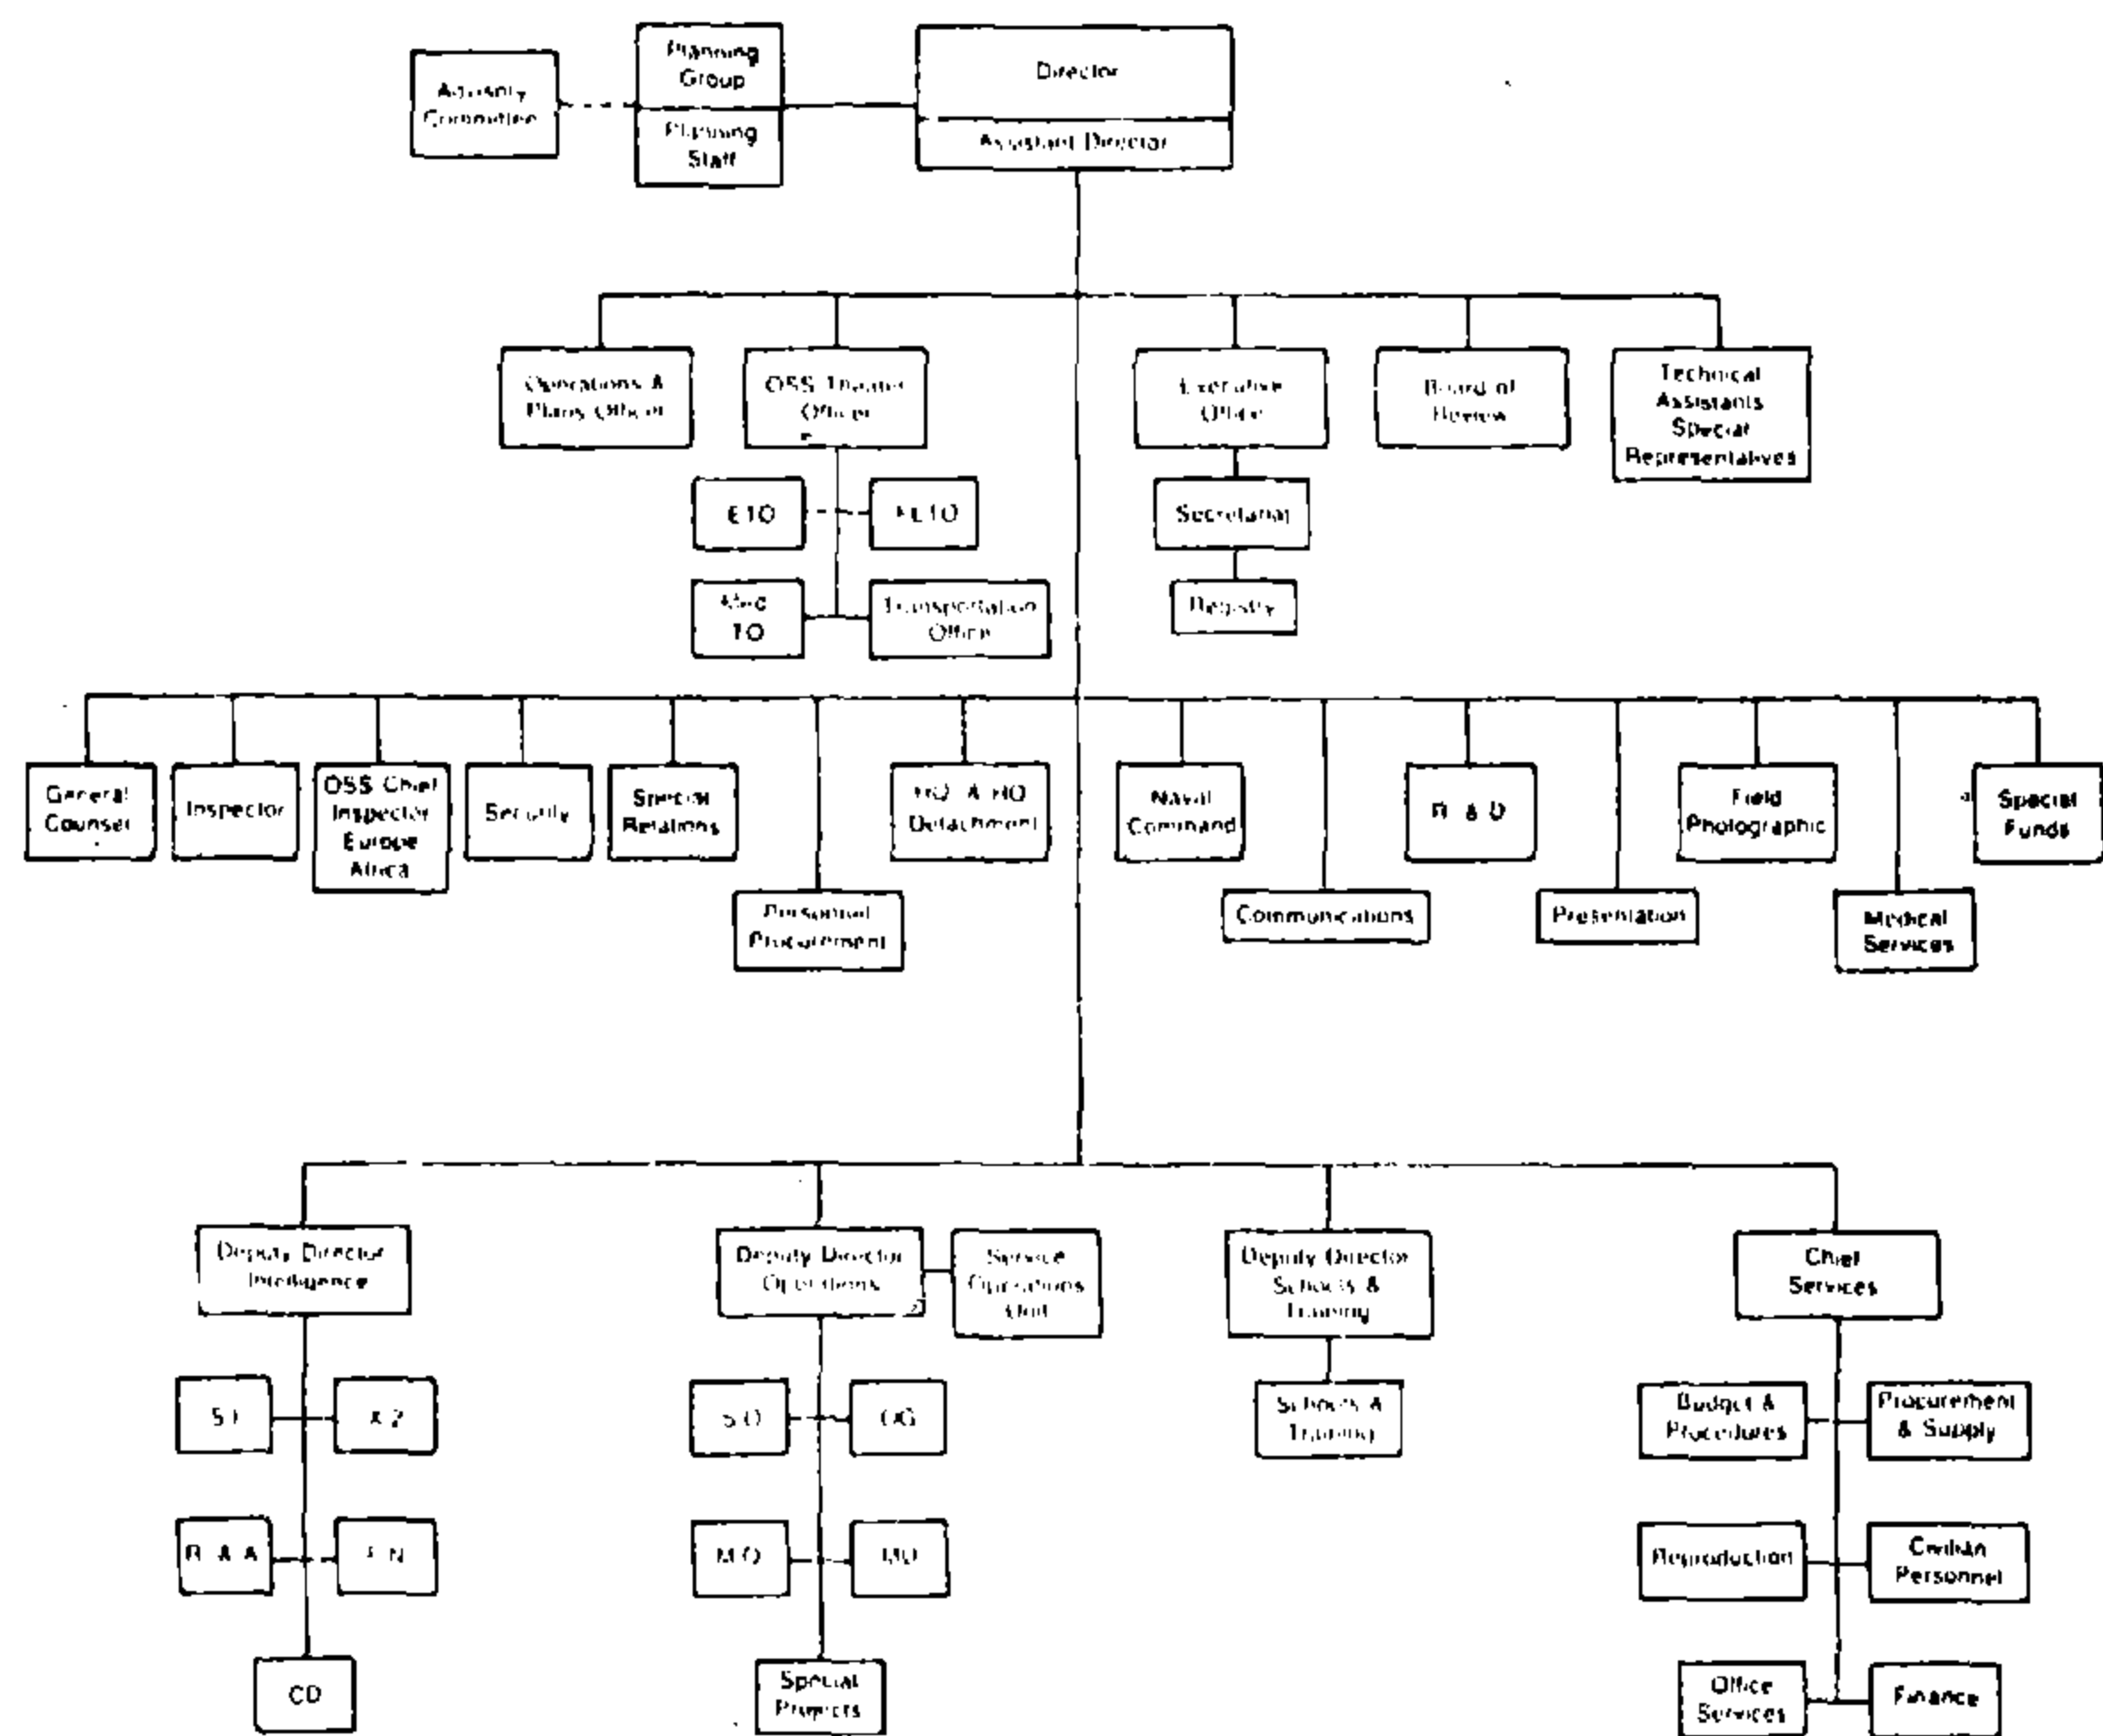 Planning
Group
Director
Advisory
Committee
Planning
Staff
Assistant Director
Operations &
Plans Officer
OSS Theater
Officer
Executive
Office
Board of
Review
Technical
Assistants
Special
Representatives
ETO
FETO
Secretariat
Med
TO
Transportation
Office
Registry
General
Counsel
Inspector
OSS Chief
Inspector
Europe
Africa
Security
Special
Relations
HQ & HQ
Detachment
Naval
Command
R & D
Field
Photographic
Special
Funds
Personnel
Procurement
Communications
Presentation
Medical
Services
Deputy Director
Intelligence
Deputy Director
Operations
Service
Operations
Unit
Deputy Director
Schools &
Training
Chief
Services
SI
X-2
SO
OG
Schools &
Training
Budget &
Procedures
Procurement
& Supply
R & A
FN
MO
MU
Reproduction
Civilian
Personnel
CD
Special
Projects
Office
Services
Finance